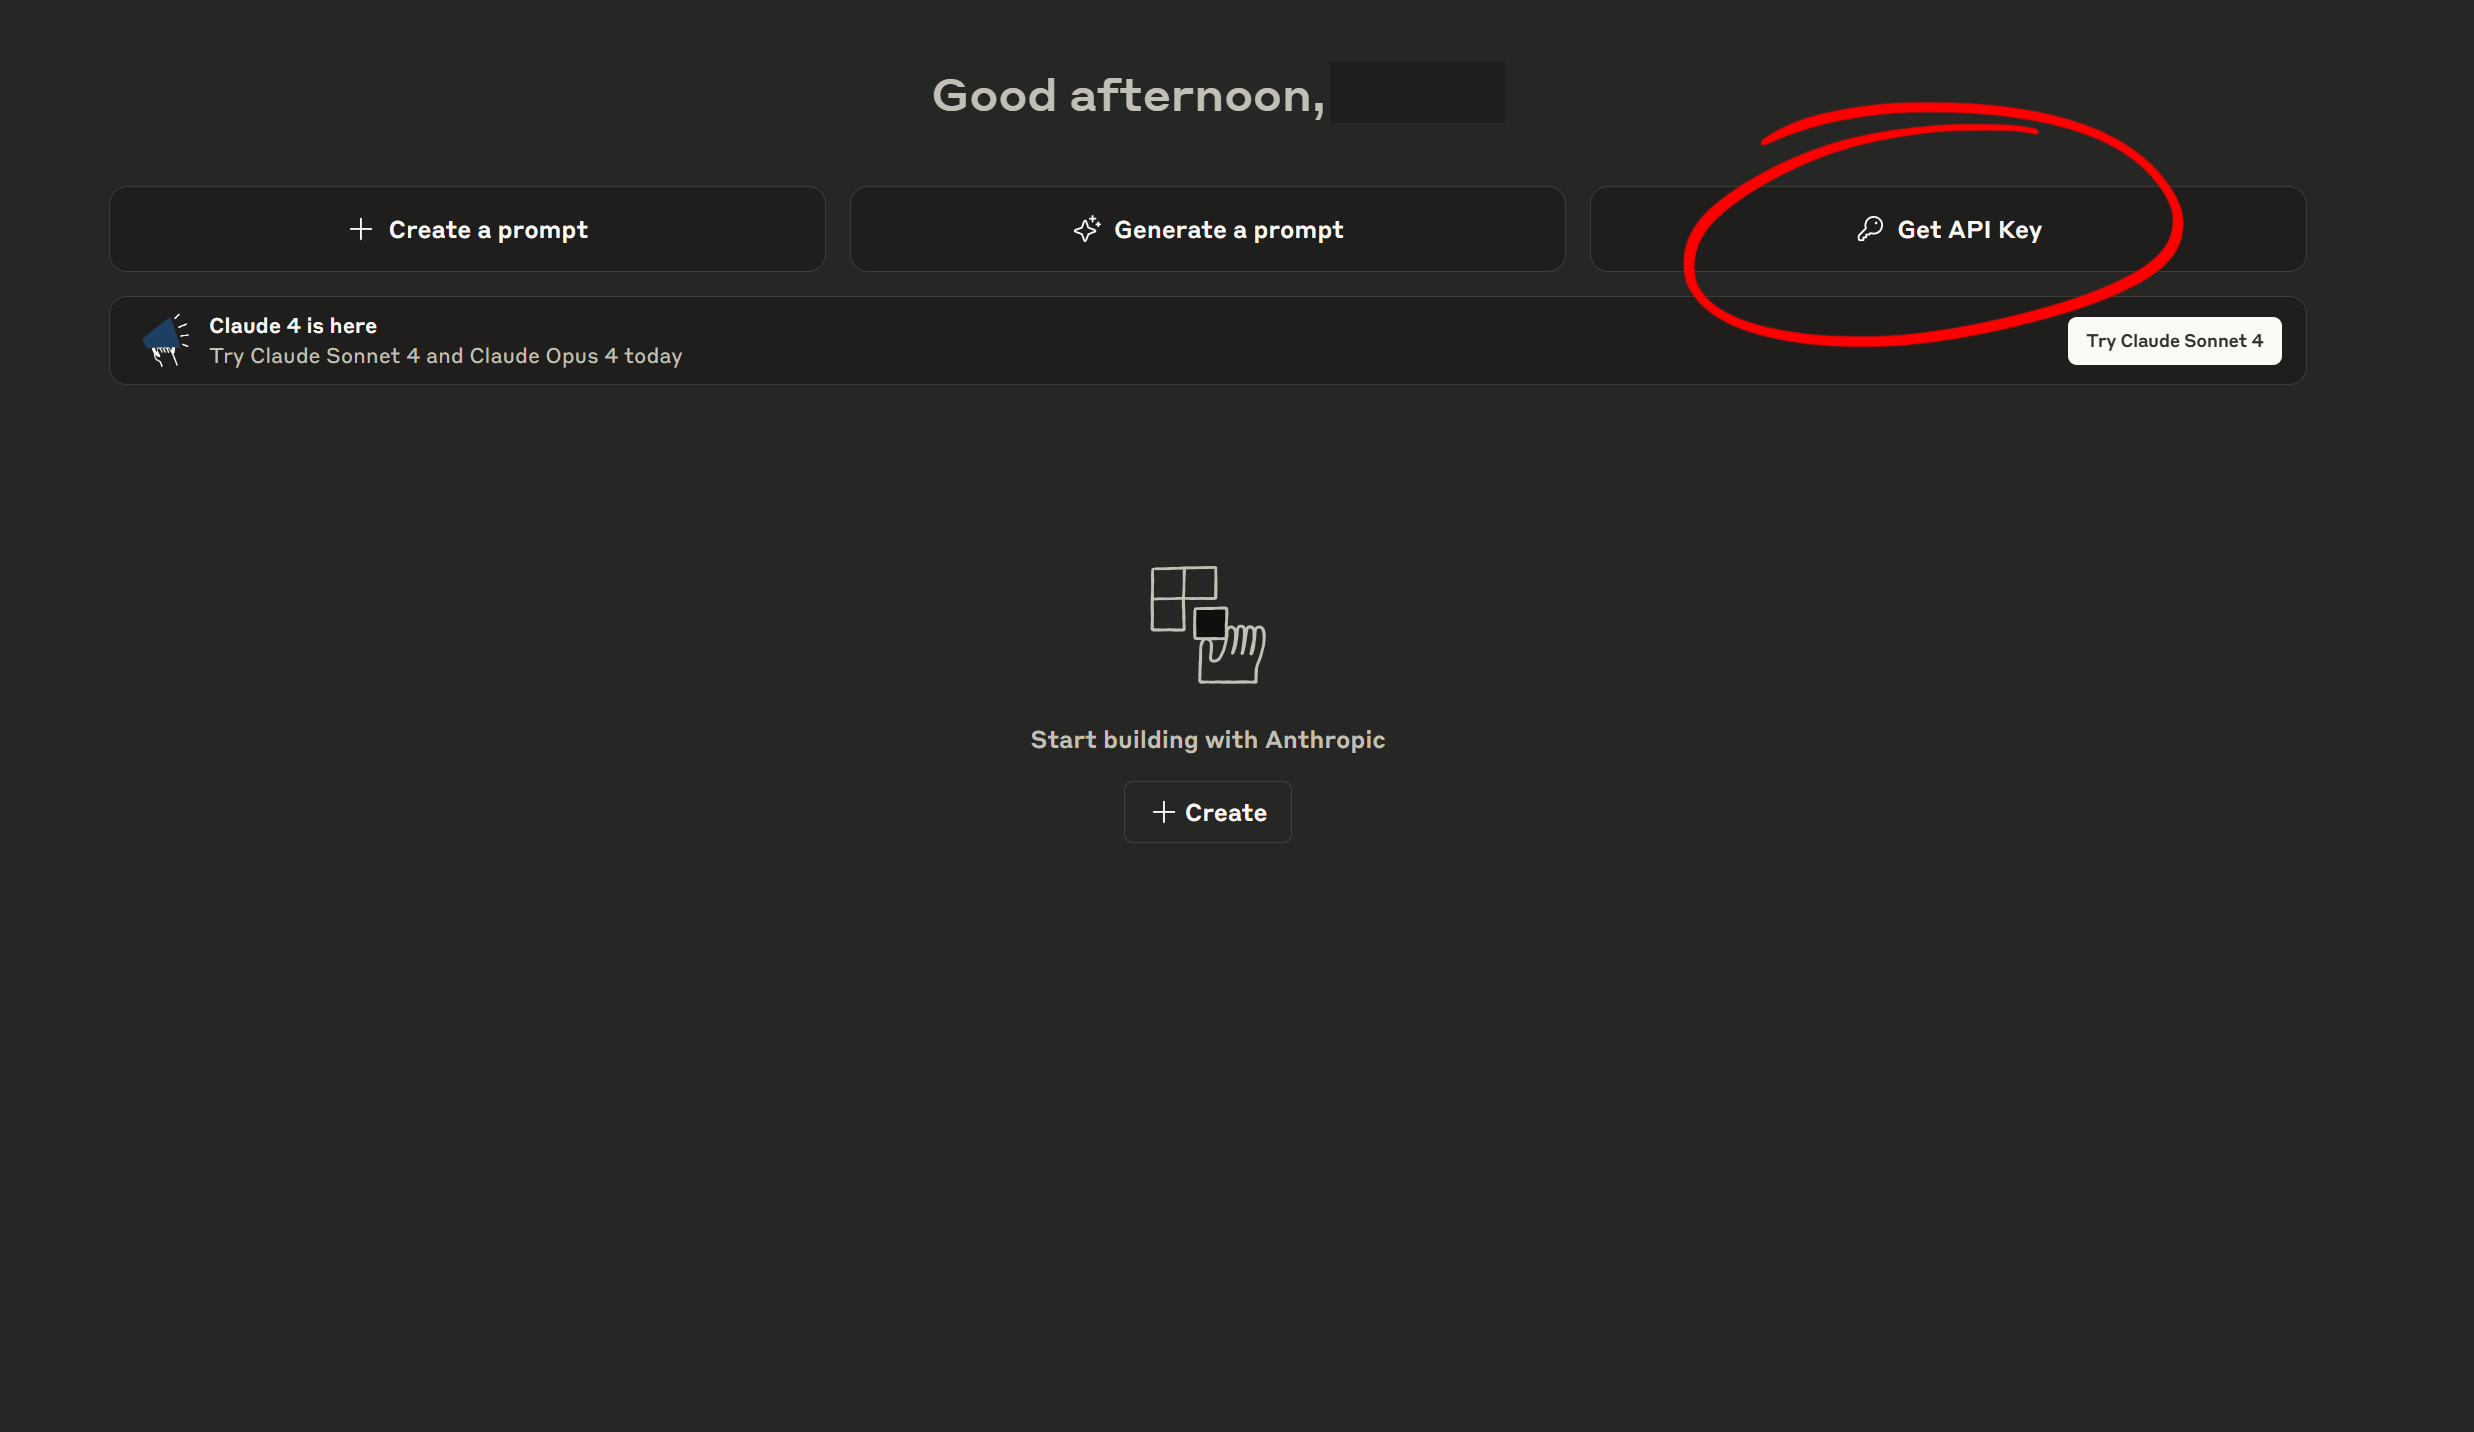 Good afternoon,
Create a prompt
Generate a prompt
Get API Key
Claude 4 is here
Try Claude Sonnet 4 and Claude Opus 4 today
Try Claude Sonnet 4
Start building with Anthropic
Create